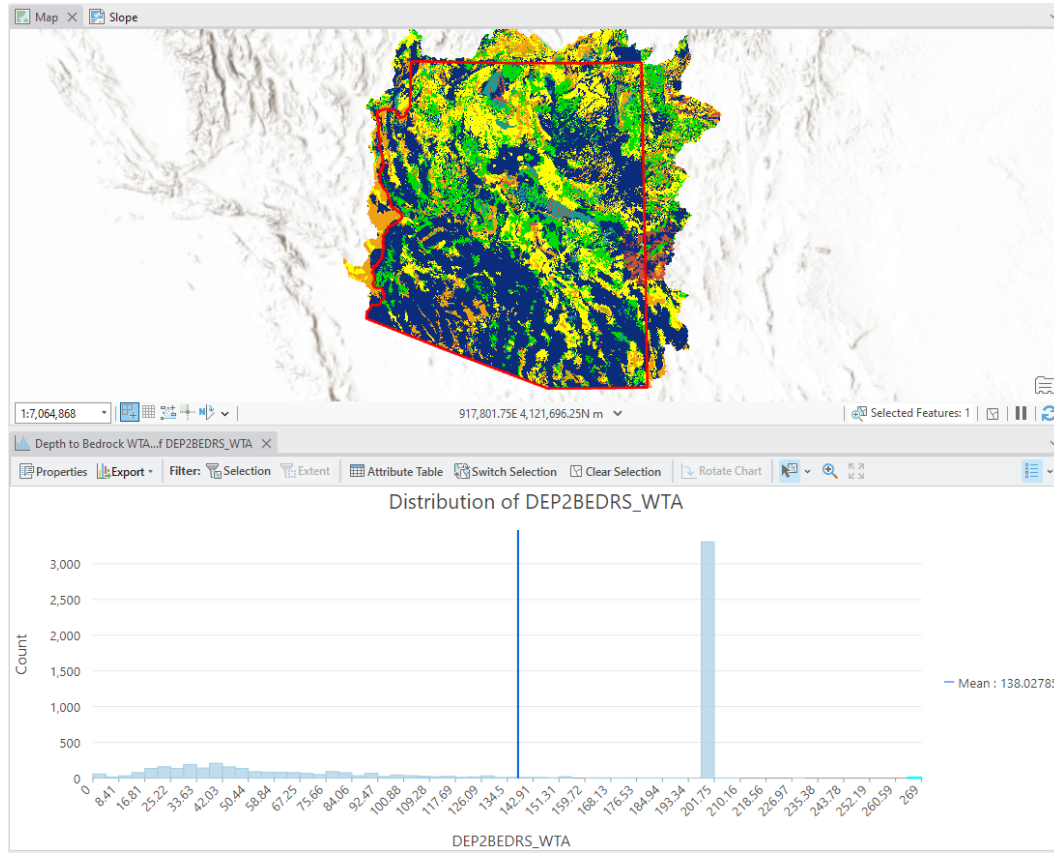 Map Slope
1:7,064,868 917,801.75E 4,121,696.25N m Selected Features: 1
Depth to Bedrock WTA...f DEP2BEDRS_WTA
Properties Export Filter: Selection Extent Attribute Table Switch Selection Clear Selection Rotate Chart
Distribution of DEP2BEDRS_WTA
3,000
2,500
2,000
1,500
1,000
500
0
Count
Mean : 138.02785
0 8.41 16.81 25.22 33.63 42.03 50.44 58.84 67.25 75.66 84.06 92.47 100.88 109.28 117.69 126.09 134.5 142.91 151.31 159.72 168.13 176.53 184.94 193.34 201.75 210.16 218.56 226.97 235.38 243.78 252.19 260.59 269
DEP2BEDRS_WTA